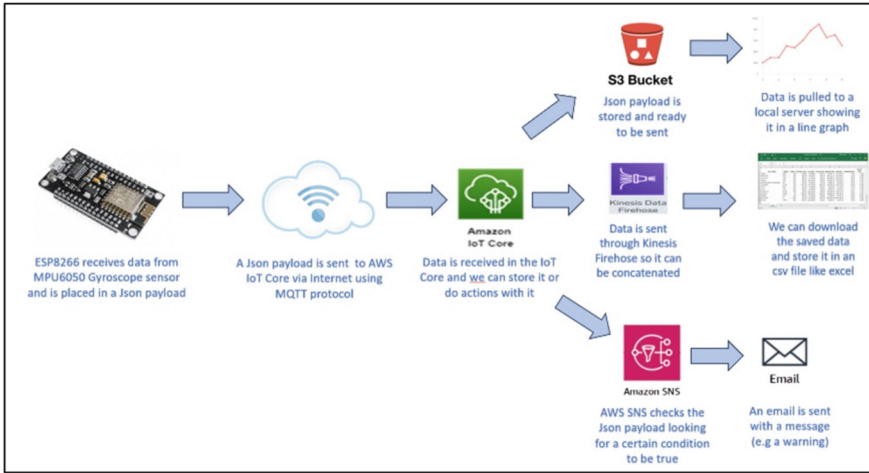 ESP8266 receives data from
MPU6050 Gyroscope sensor
and is placed in a Json payload
A Json payload is sent to AWS
IoT Core via Internet using
MQTT protocol
Amazon
IoT Core
Data is received in the IoT
Core and we can store it or
do actions with it
S3 Bucket
Json payload is
stored and ready
to be sent
Data is pulled to a
local server showing
it in a line graph
Kinesis Data
Firehose
Data is sent
through Kinesis
Firehose so it can
be concatenated
We can download
the saved data
and store it in an
csv file like excel
Amazon SNS
AWS SNS checks the
Json payload looking
for a certain condition
to be true
Email
An email is sent
with a message
(e.g a warning)